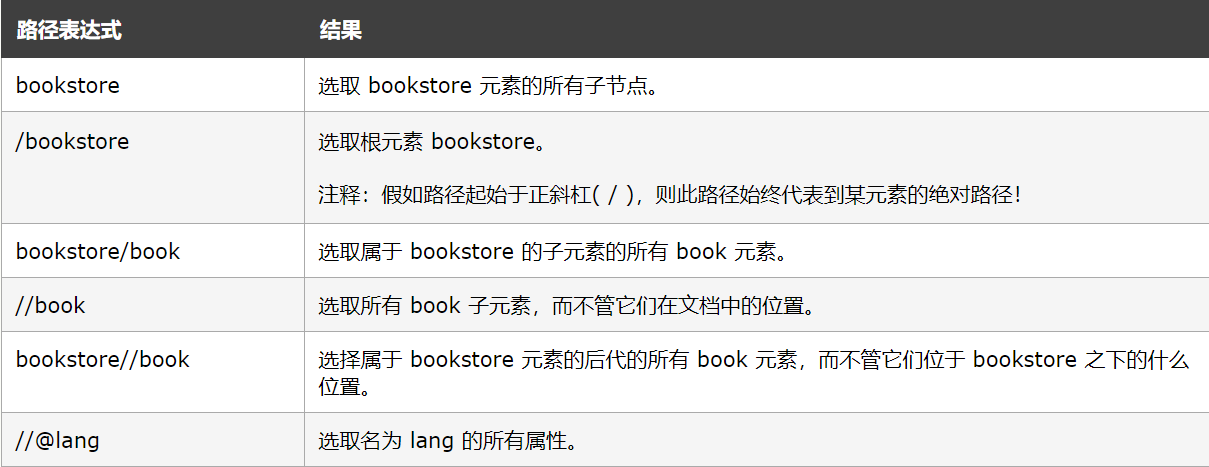 路径表达式 结果
bookstore 选取 bookstore 元素的所有子节点。
/bookstore 选取根元素 bookstore。
注释：假如路径起始于正斜杠( / )，则此路径始终代表到某元素的绝对路径！
bookstore/book 选取属于 bookstore 的子元素的所有 book 元素。
//book 选取所有 book 子元素，而不管它们在文档中的位置。
bookstore//book 选择属于 bookstore 元素的后代的所有 book 元素，而不管它们位于 bookstore 之下的什么
位置。
//@lang 选取名为 lang 的所有属性。